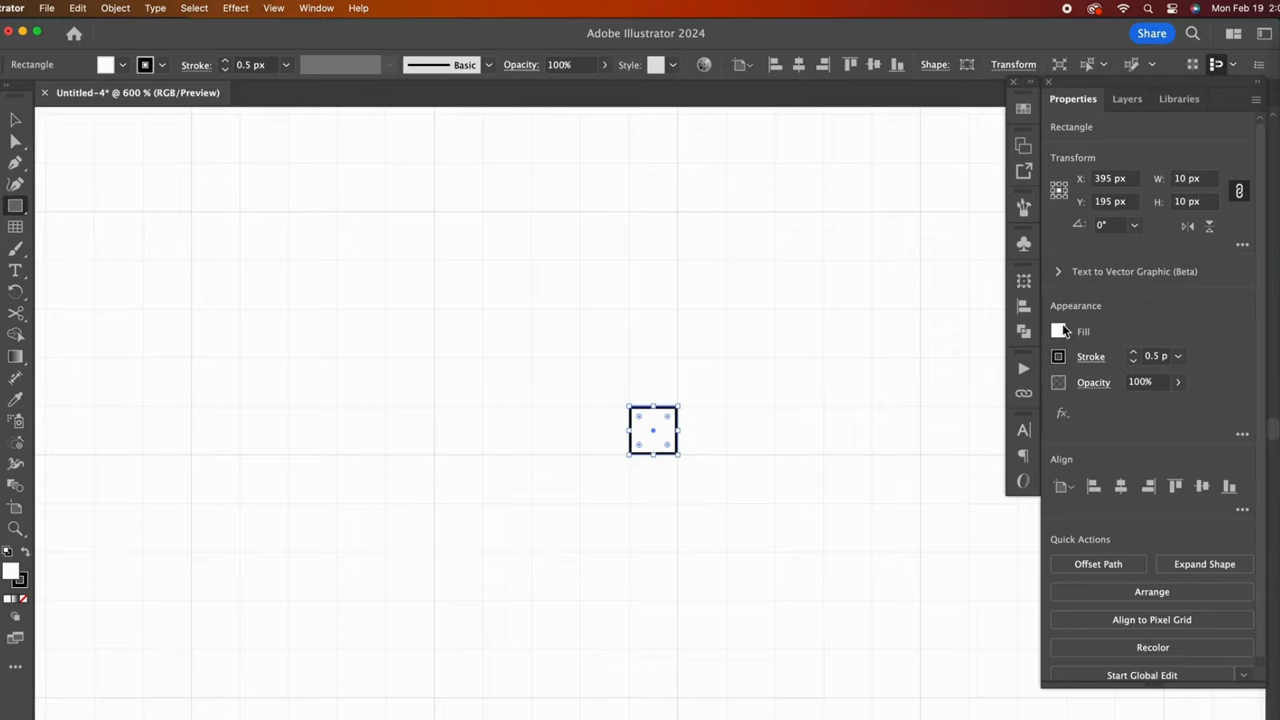 trator File Edit Object Type Select Effect View Window Help Mon Feb 19
Adobe Illustrator 2024 Share
Rectangle Stroke: 0.5 px Basic Opacity: 100% Style: Shape: Transform
× Untitled-4* @ 600 % (RGB/Preview)
Properties Layers Libraries
Rectangle
Transform
X: 395 px W: 10 px
Y: 195 px H: 10 px
0°
Text to Vector Graphic (Beta)
Appearance
Fill
Stroke 0.5 p
Opacity 100%
fx.
Align
Quick Actions
Offset Path Expand Shape
Arrange
Align to Pixel Grid
Recolor
Start Global Edit